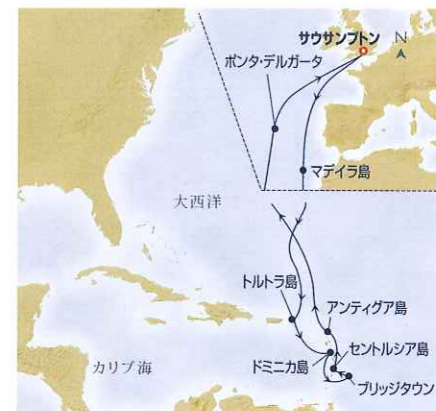 サウサンプトン
N
ポンタ・デルガータ
マデイラ島
大西洋
トルトラ島
アンティグア島
セントルシア島
ドミニカ島
カリブ海
ブリッジタウン